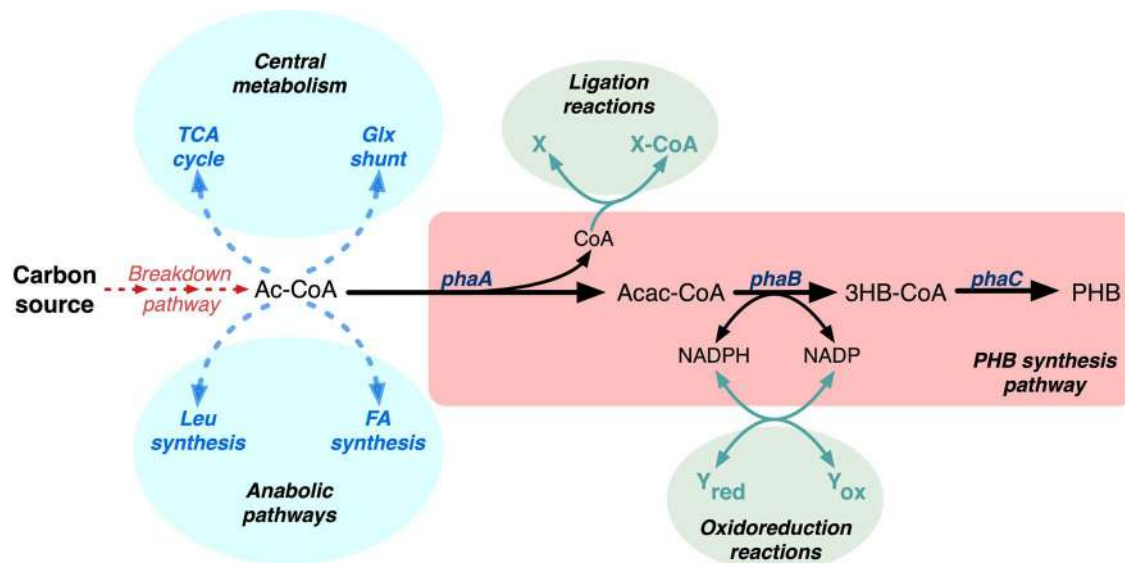 Central
metabolism
TCA
cycle
Glx
shunt
Ligation
reactions
X
X-CoA
CoA
Carbon
source
Breakdown
pathway
Ac-CoA
phaA
Acac-CoA
phaB
3HB-CoA
phaC
PHB
NADPH
NADP
PHB synthesis
pathway
Leu
synthesis
FA
synthesis
Anabolic
pathways
Yred
Yox
Oxidoreduction
reactions